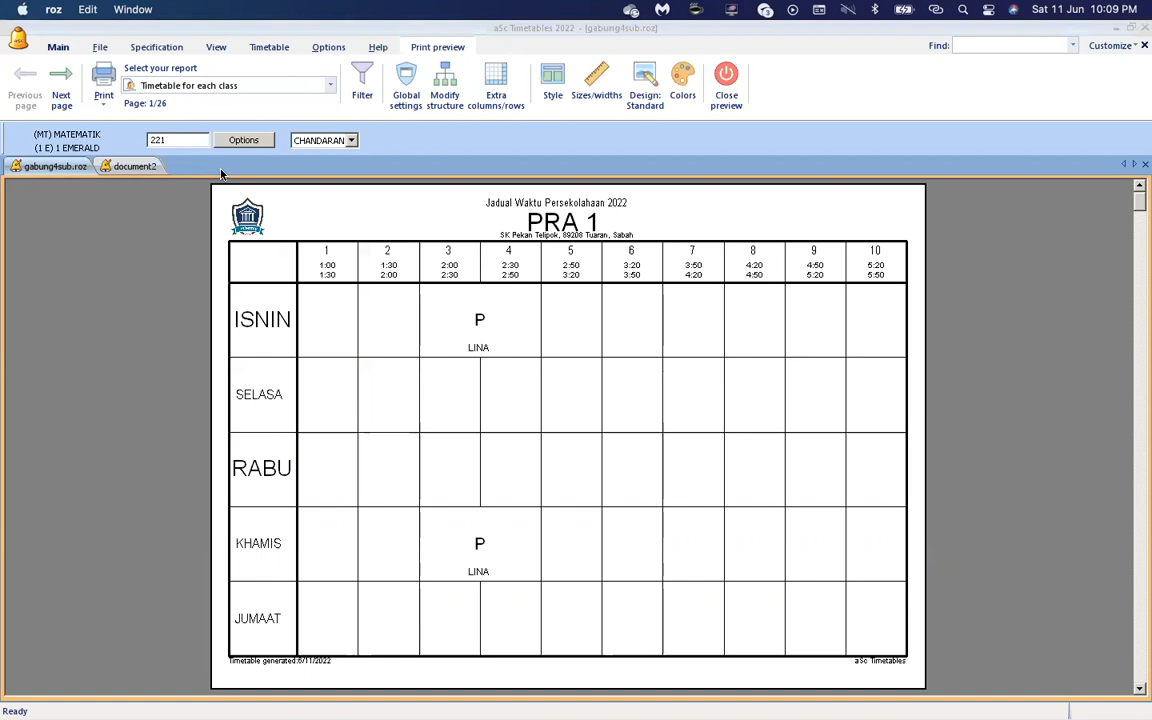 roz Edit Window Sat 11 Jun 10:09 PM
aSc Timetables 2022 - [gabung4sub.roz]
Main File Specification View Timetable Options Help Print preview Find: Customize
Select your report
Timetable for each class
Page: 1/26
Previous page Next page Print Filter Global settings Modify structure Extra columns/rows Style Sizes/widths Design: Standard Colors Close preview
(MT) MATEMATIK
(1 E) 1 EMERALD
221 Options CHANDARAN
gabung4sub.roz document2
Jadual Waktu Persekolahaan 2022
PRA 1
SK Pekan Telipok, 89208 Tuaran, Sabah
1 2 3 4 5 6 7 8 9 10
1:00 1:30 2:00 2:30 2:50 3:20 3:50 4:20 4:50 5:20
1:30 2:00 2:30 2:50 3:20 3:50 4:20 4:50 5:20 5:50
ISNIN P
LINA
SELASA
RABU
KHAMIS P
LINA
JUMAAT
Timetable generated:6/11/2022 aSc Timetables
Ready